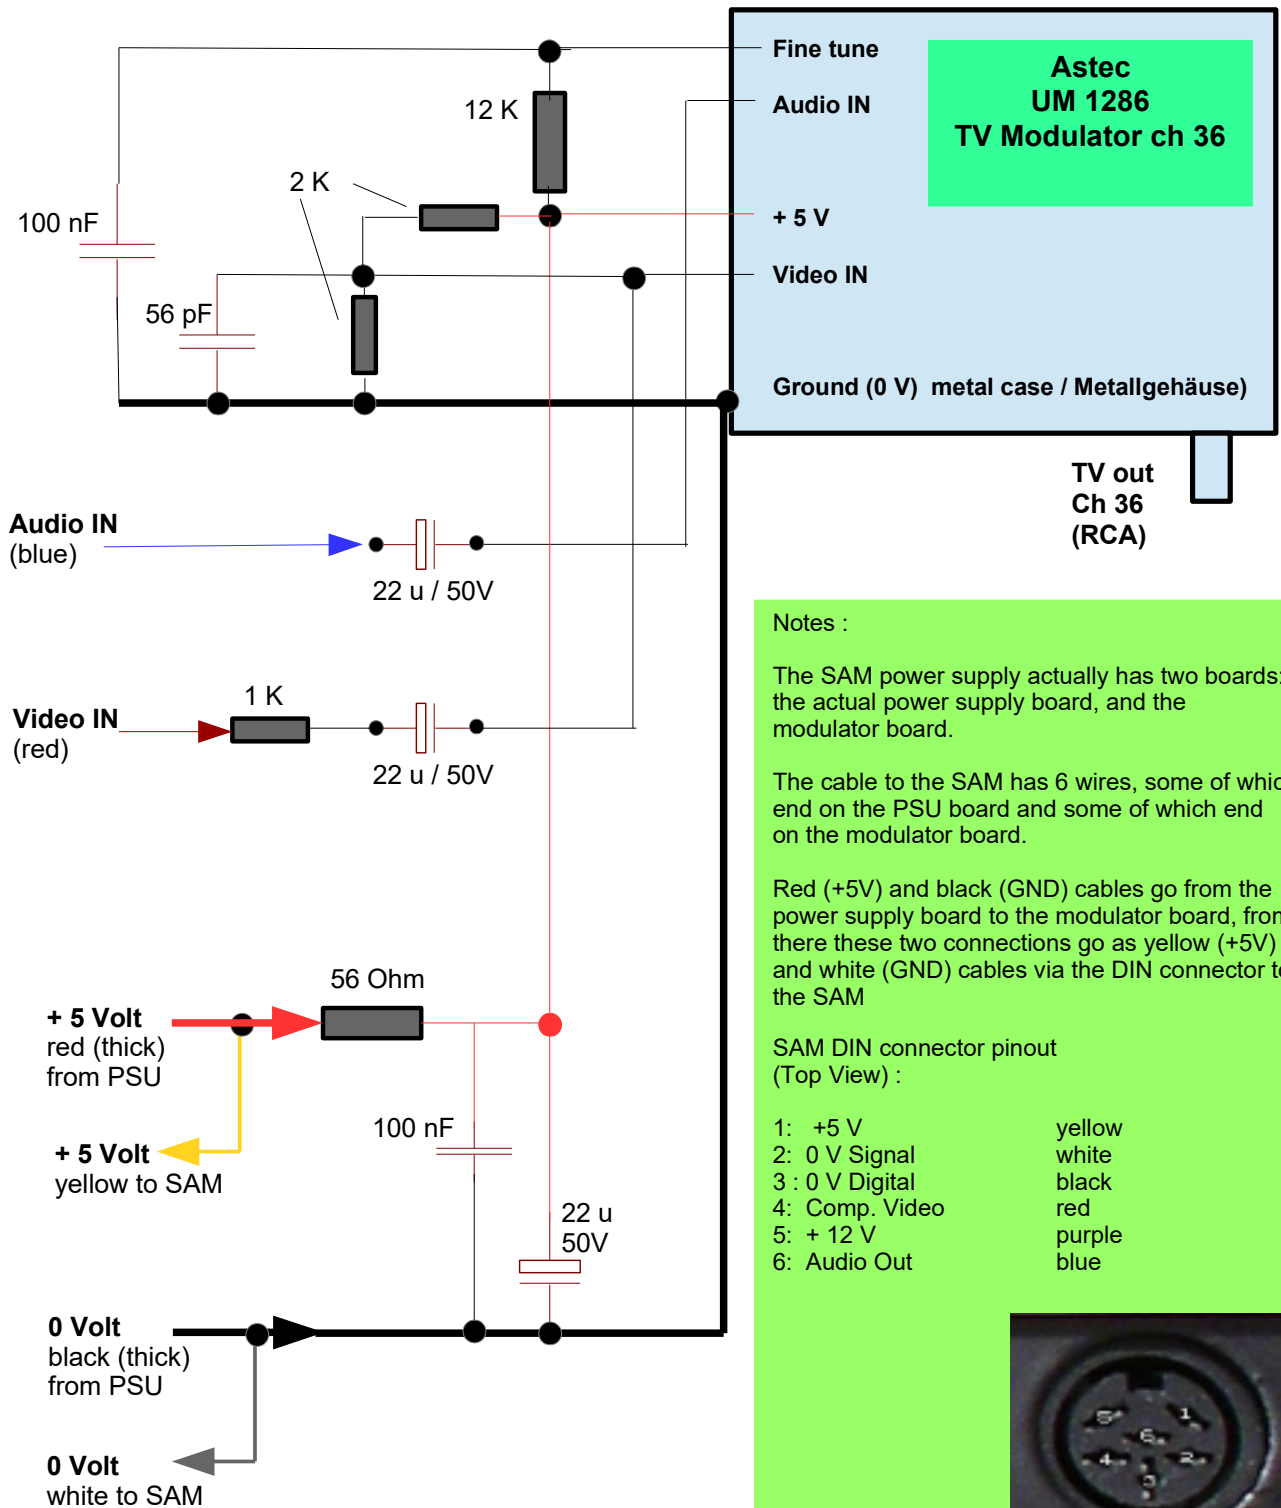 Fine tune
Astec
UM 1286
TV Modulator ch 36
Audio IN
12 K
2 K
100 nF
+ 5 V
Video IN
56 pF
Ground (0 V)  metal case / Metallgehäuse)
TV out
Ch 36
(RCA)
Audio IN
(blue)
22 u / 50V
1 K
Video IN
(red)
22 u / 50V
56 Ohm
+ 5 Volt
red (thick)
from PSU
100 nF
+ 5 Volt
yellow to SAM
22 u
50V
0 Volt
black (thick)
from PSU
0 Volt
white to SAM
Notes :
The SAM power supply actually has two boards:
the actual power supply board, and the
modulator board.
The cable to the SAM has 6 wires, some of whic
end on the PSU board and some of which end
on the modulator board.
Red (+5V) and black (GND) cables go from the
power supply board to the modulator board, from
there these two connections go as yellow (+5V)
and white (GND) cables via the DIN connector to
the SAM
SAM DIN connector pinout
(Top View) :
1:  +5 V yellow
2:  0 V Signal white
3 : 0 V Digital black
4:  Comp. Video red
5:  + 12 V purple
6:  Audio Out blue
5 1
6
4 2
3